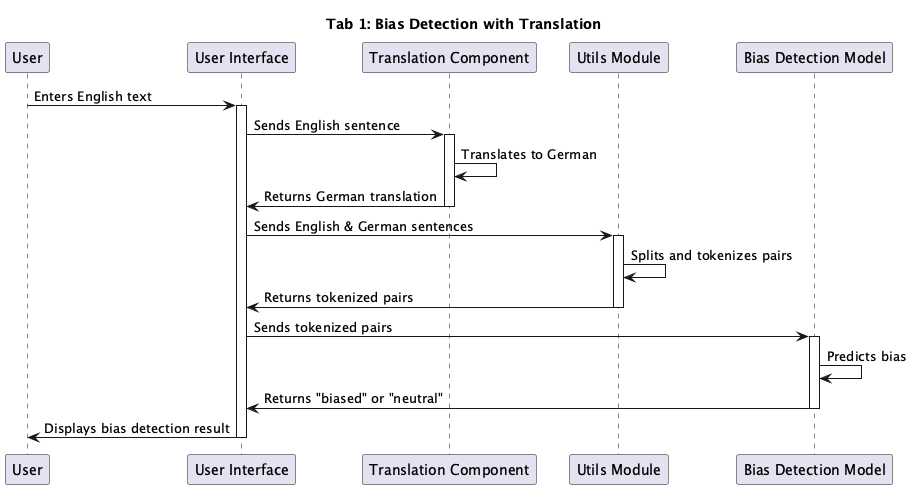 Tab 1: Bias Detection with Translation
User User Interface Translation Component Utils Module Bias Detection Model
Enters English text
Sends English sentence
Translates to German
Returns German translation
Sends English & German sentences
Splits and tokenizes pairs
Returns tokenized pairs
Sends tokenized pairs
Predicts bias
Returns "biased" or "neutral"
Displays bias detection result
User User Interface Translation Component Utils Module Bias Detection Model